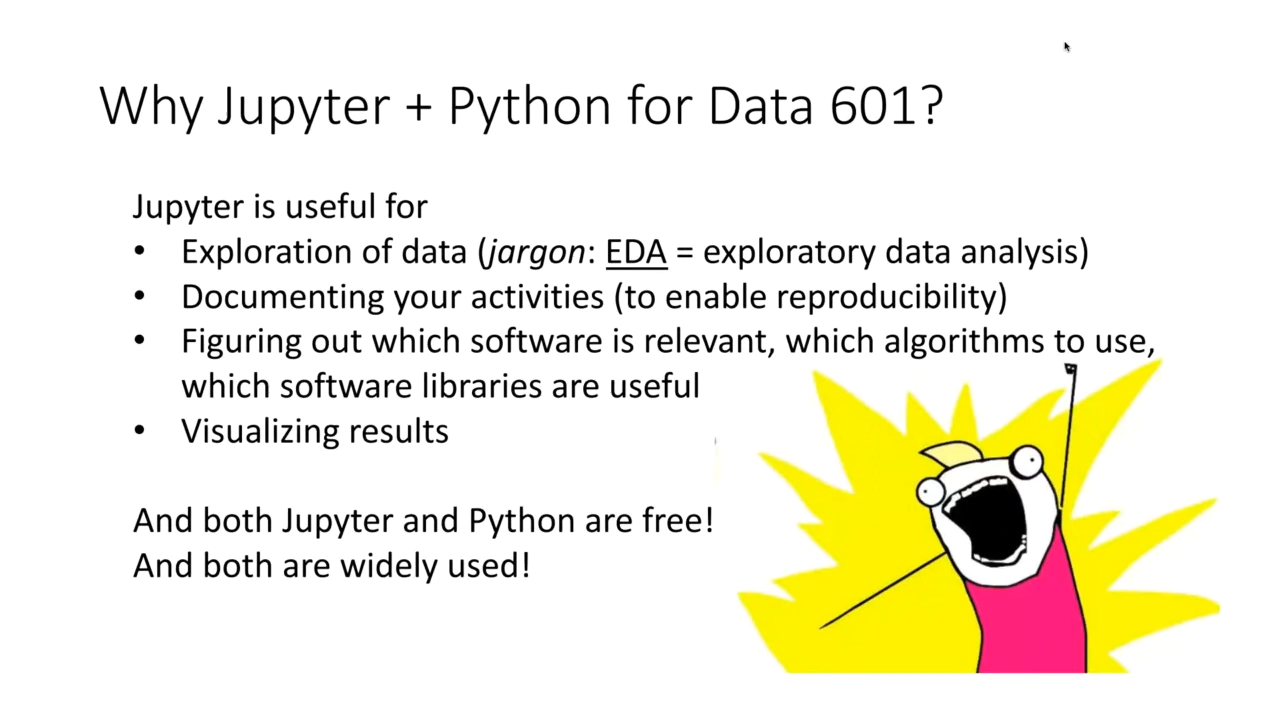 Why Jupyter + Python for Data 601?
Jupyter is useful for
• Exploration of data (jargon: EDA = exploratory data analysis)
• Documenting your activities (to enable reproducibility)
• Figuring out which software is relevant, which algorithms to use,
which software libraries are useful
• Visualizing results
And both Jupyter and Python are free!
And both are widely used!